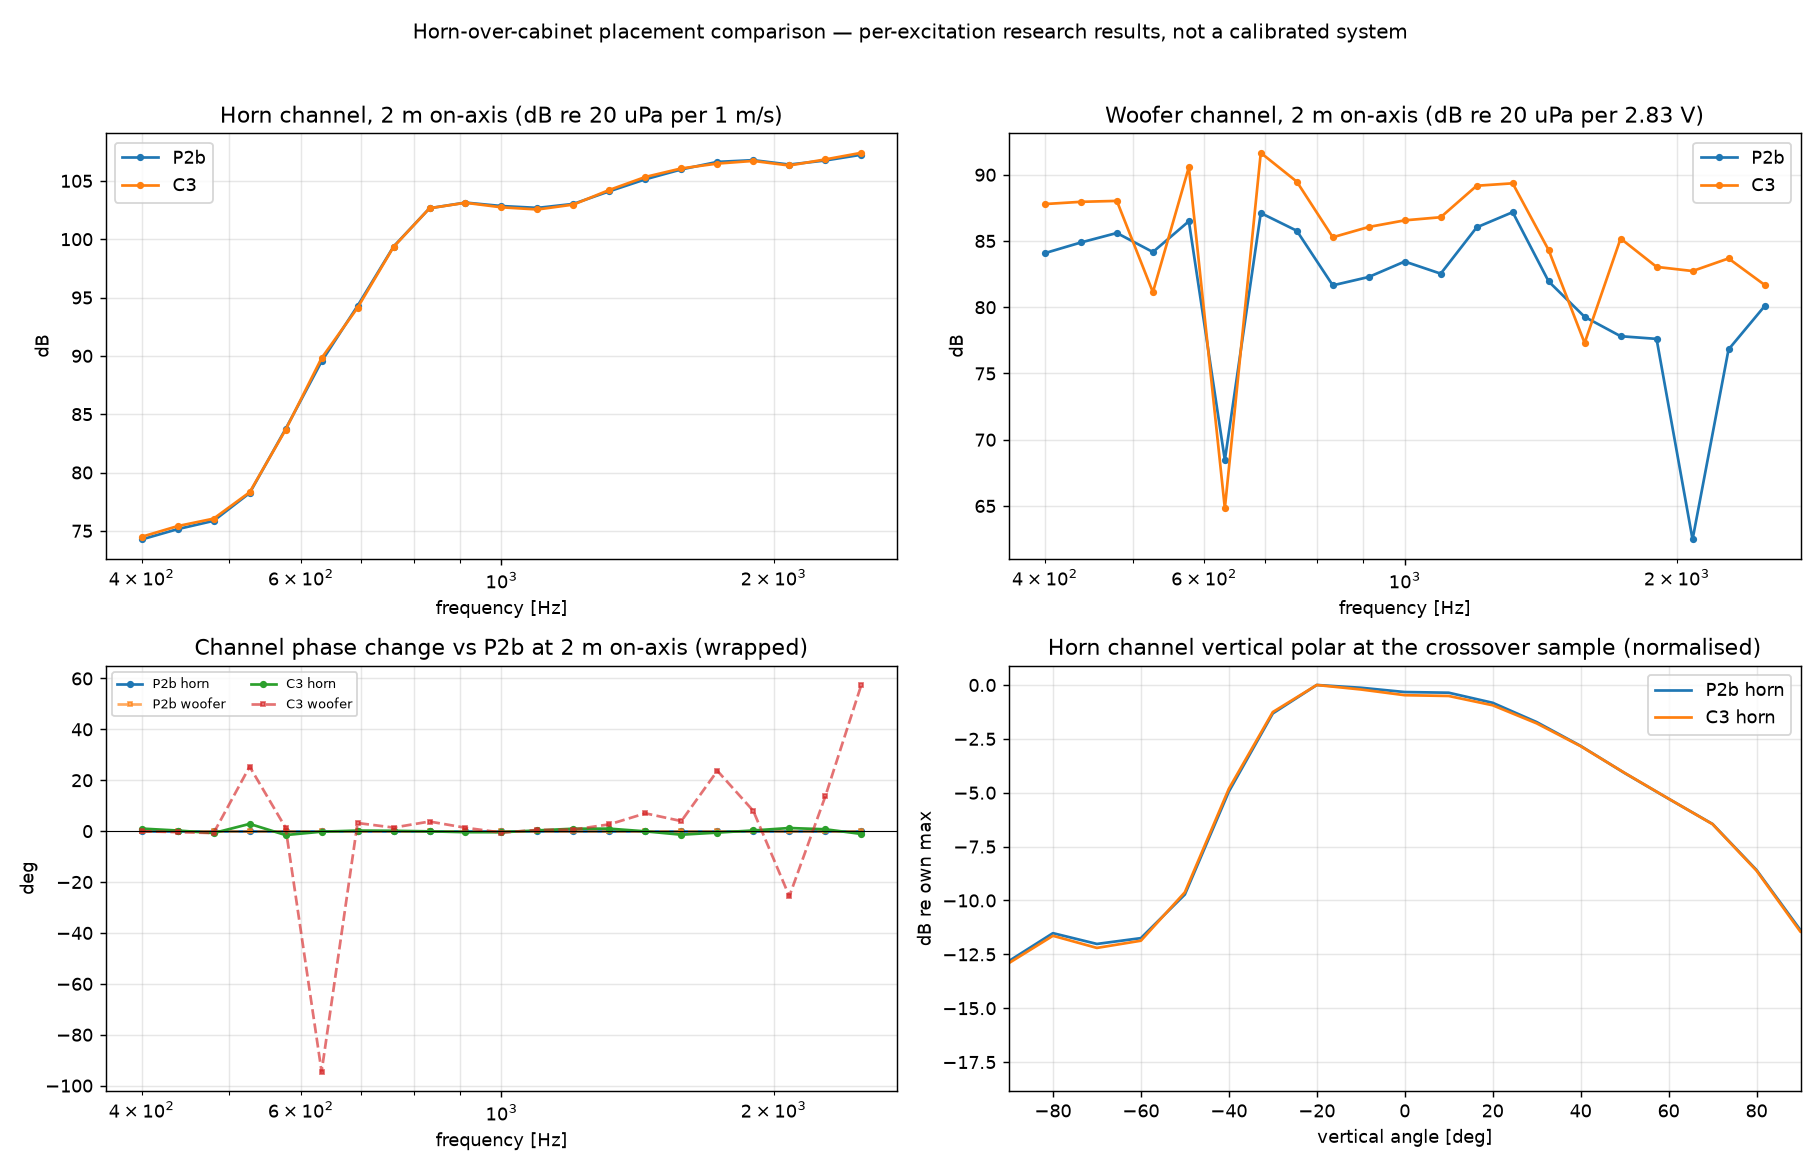 Horn-over-cabinet placement comparison — per-excitation research results, not a calibrated system
Horn channel, 2 m on-axis (dB re 20 uPa per 1 m/s)
P2b
C3
105
100
95
90
85
80
75
dB
4 × 10²
6 × 10²
10³
2 × 10³
frequency [Hz]
Woofer channel, 2 m on-axis (dB re 20 uPa per 2.83 V)
P2b
C3
90
85
80
75
70
65
dB
4 × 10²
6 × 10²
10³
2 × 10³
frequency [Hz]
Channel phase change vs P2b at 2 m on-axis (wrapped)
P2b horn
P2b woofer
C3 horn
C3 woofer
60
40
20
0
−20
−40
−60
−80
−100
deg
4 × 10²
6 × 10²
10³
2 × 10³
frequency [Hz]
Horn channel vertical polar at the crossover sample (normalised)
P2b horn
C3 horn
0.0
−2.5
−5.0
−7.5
−10.0
−12.5
−15.0
−17.5
dB re own max
−80
−60
−40
−20
0
20
40
60
80
vertical angle [deg]